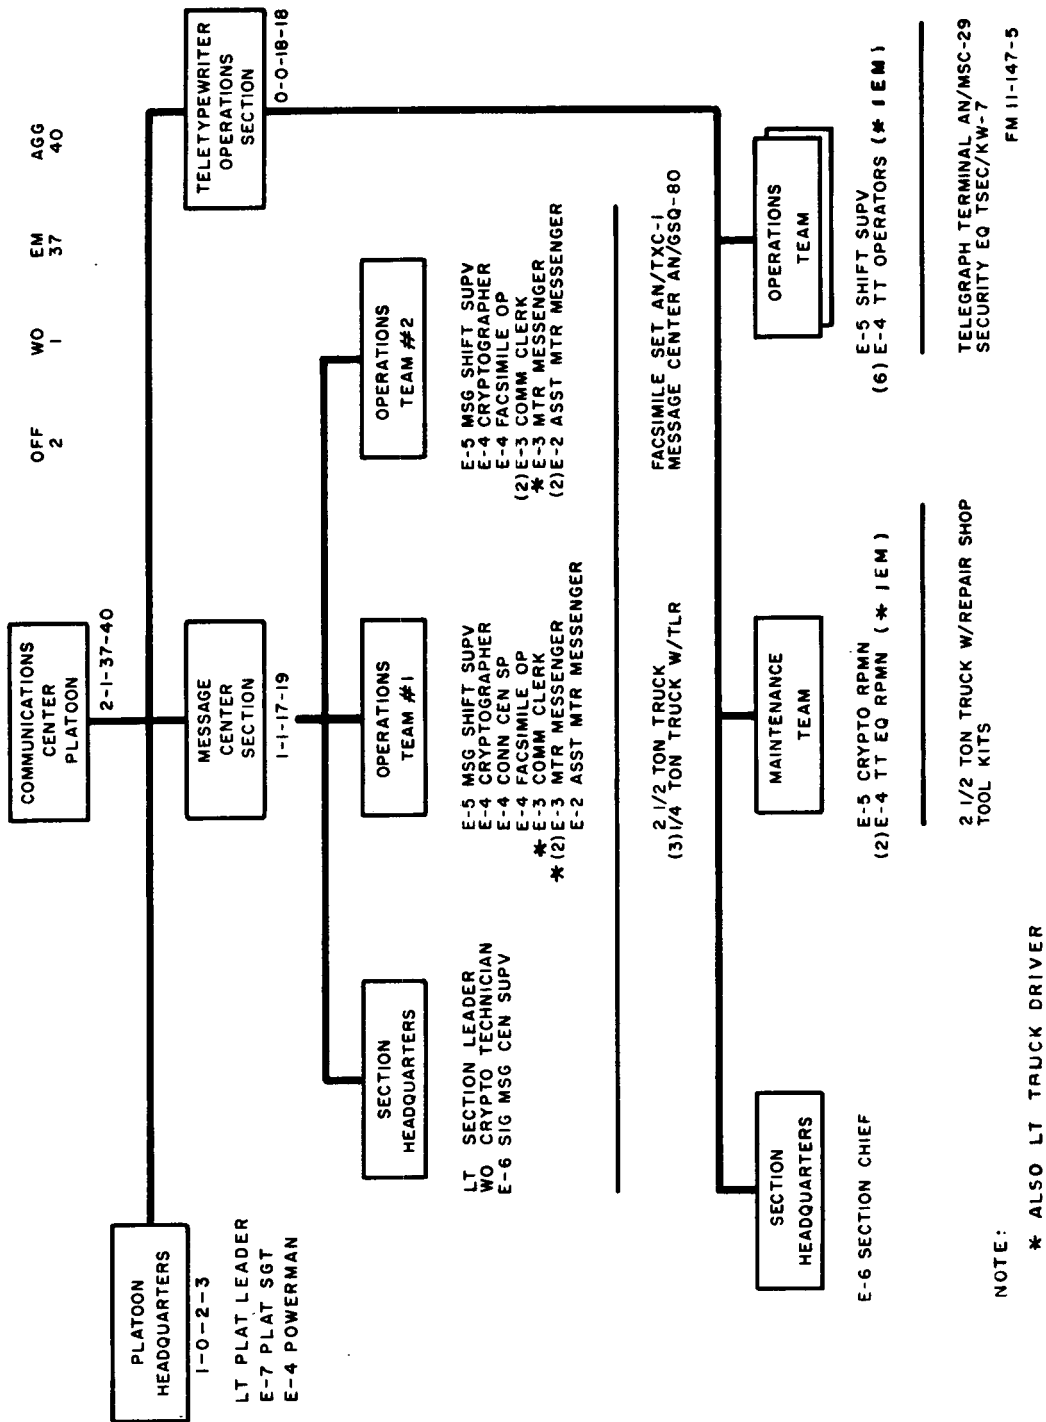 OFF WO EM AGG
2 1 37 40
COMMUNICATIONS
CENTER
PLATOON
2-1-37-40
PLATOON
HEADQUARTERS
1-0-2-3
LT PLAT LEADER
E-7 PLAT SGT
E-4 POWERMAN
MESSAGE
CENTER
SECTION
1-1-17-19
TELETYPEWRITER
OPERATIONS
SECTION
0-0-18-18
SECTION
HEADQUARTERS
LT SECTION LEADER
WO CRYPTO TECHNICIAN
E-6 SIG MSG CEN SUPV
OPERATIONS
TEAM #1
E-5 MSG SHIFT SUPV
E-4 CRYPTOGRAPHER
E-4 CONN CEN SP
E-4 FACSIMILE OP
* E-3 COMM CLERK
*(2) E-3 MTR MESSENGER
E-2 ASST MTR MESSENGER
OPERATIONS
TEAM #2
E-5 MSG SHIFT SUPV
E-4 CRYPTOGRAPHER
E-4 FACSIMILE OP
(2) E-3 COMM CLERK
* E-3 MTR MESSENGER
(2) E-2 ASST MTR MESSENGER
2 1/2 TON TRUCK
(3) 1/4 TON TRUCK W/TLR
FACSIMILE SET AN/TXC-1
MESSAGE CENTER AN/GSQ-80
SECTION
HEADQUARTERS
E-6 SECTION CHIEF
MAINTENANCE
TEAM
E-5 CRYPTO RPMN
(2) E-4 TT EQ RPMN (* 1EM)
2 1/2 TON TRUCK W/REPAIR SHOP
TOOL KITS
OPERATIONS
TEAM
E-5 SHIFT SUPV
(6) E-4 TT OPERATORS (* 1EM)
TELEGRAPH TERMINAL AN/MSC-29
SECURITY EQ TSEC/KW-7
FM 11-147-5
NOTE:
* ALSO LT TRUCK DRIVER